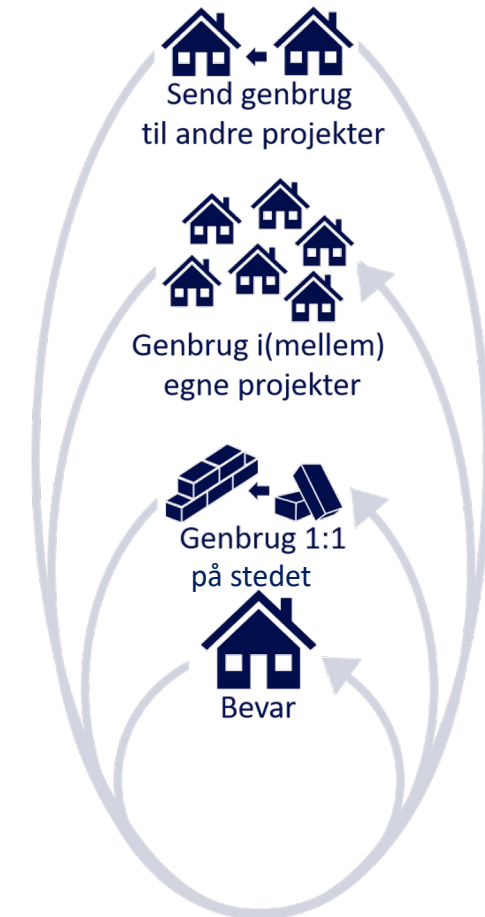 Send genbrug
til andre projekter
Genbrug i(mellem)
egne projekter
Genbrug 1:1
på stedet
Bevar